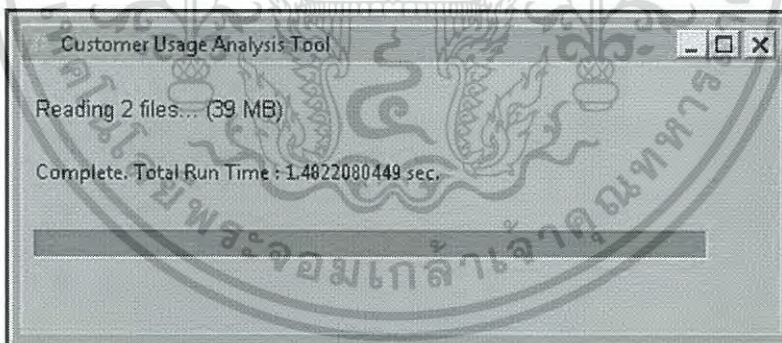 Customer Usage Analysis Tool
Reading 2 files... (39 MB)
Complete. Total Run Time : 1.4822080449 sec.
พระจอมเกล้าเจ้าคุณทหาร